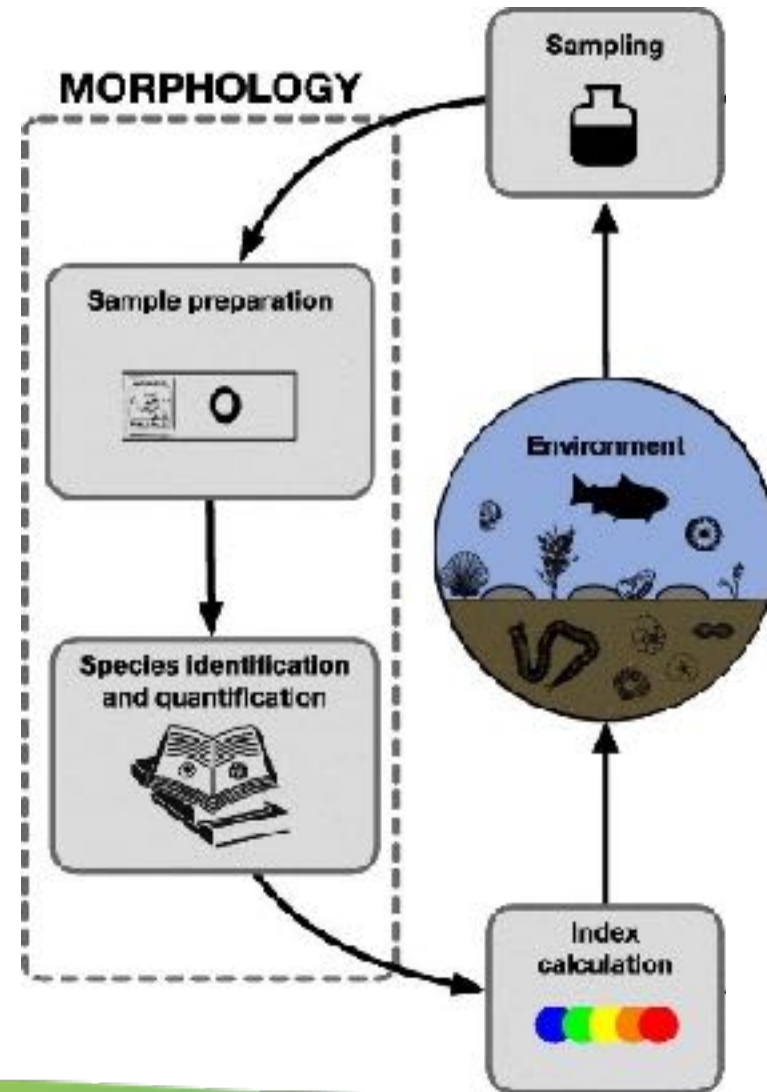 Sampling
MORPHOLOGY
Sample preparation
Environment
Species identification
and quantification
Index
calculation